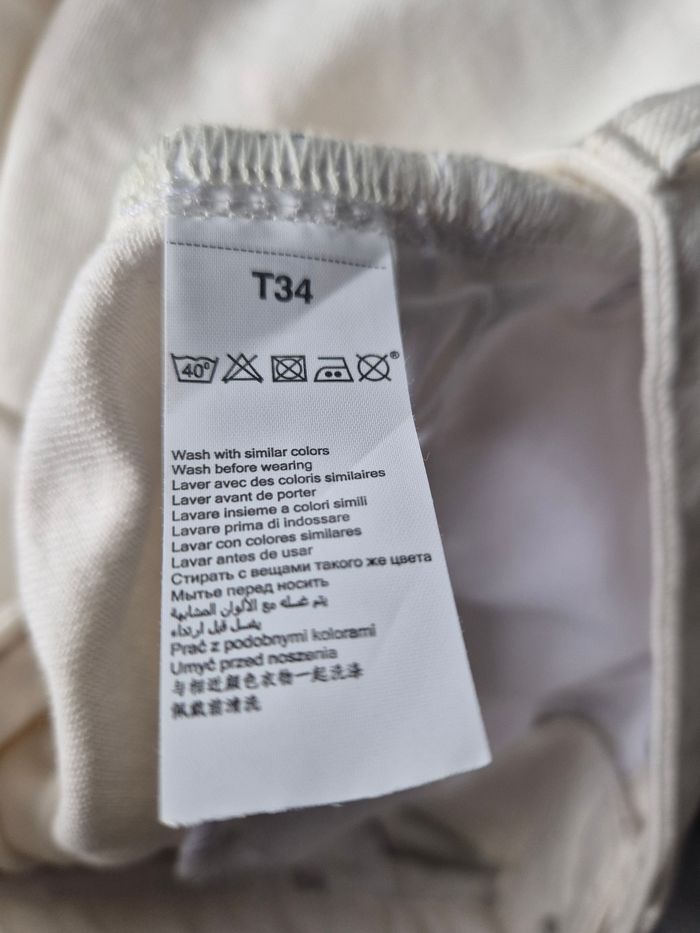 T34
40°
®
Wash with similar colors
Wash before wearing
Laver avec des coloris similaires
Laver avant de porter
Lavare insieme a colori simili
Lavare prima di indossare
Lavar con colores similares
Lavar antes de usar
Стирать с вещами такого же цвета
Мытье перед носить
يتم غسله مع الألوان المشابهة
يغسل قبل ارتداء
Prać z podobnymi kolorami
Umyć przed noszenia
与相近颜色衣物一起洗涤
佩戴前清洗